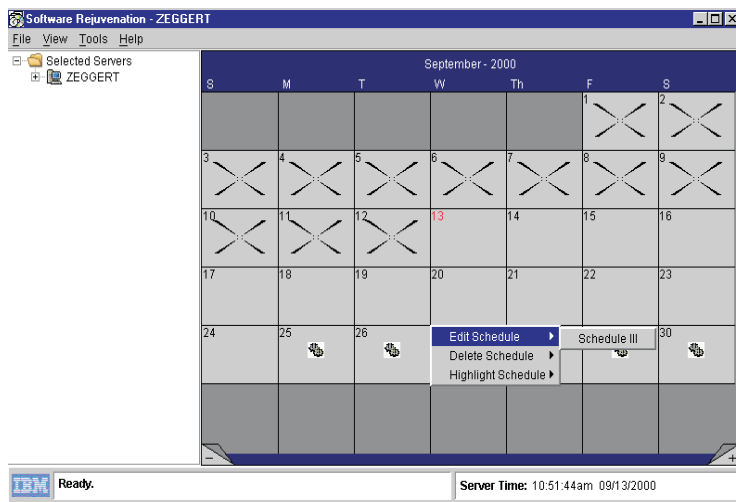 Software Rejuvenation - ZEGGERT
File View Tools Help
Selected Servers
ZEGGERT
September - 2000
S M T W Th F S
1 2
3 4 5 6 7 8 9
10 11 12 13 14 15 16
17 18 19 20 21 22 23
24 25 26 30
Edit Schedule
Schedule III
Delete Schedule
Highlight Schedule
IBM Ready. Server Time: 10:51:44am 09/13/2000